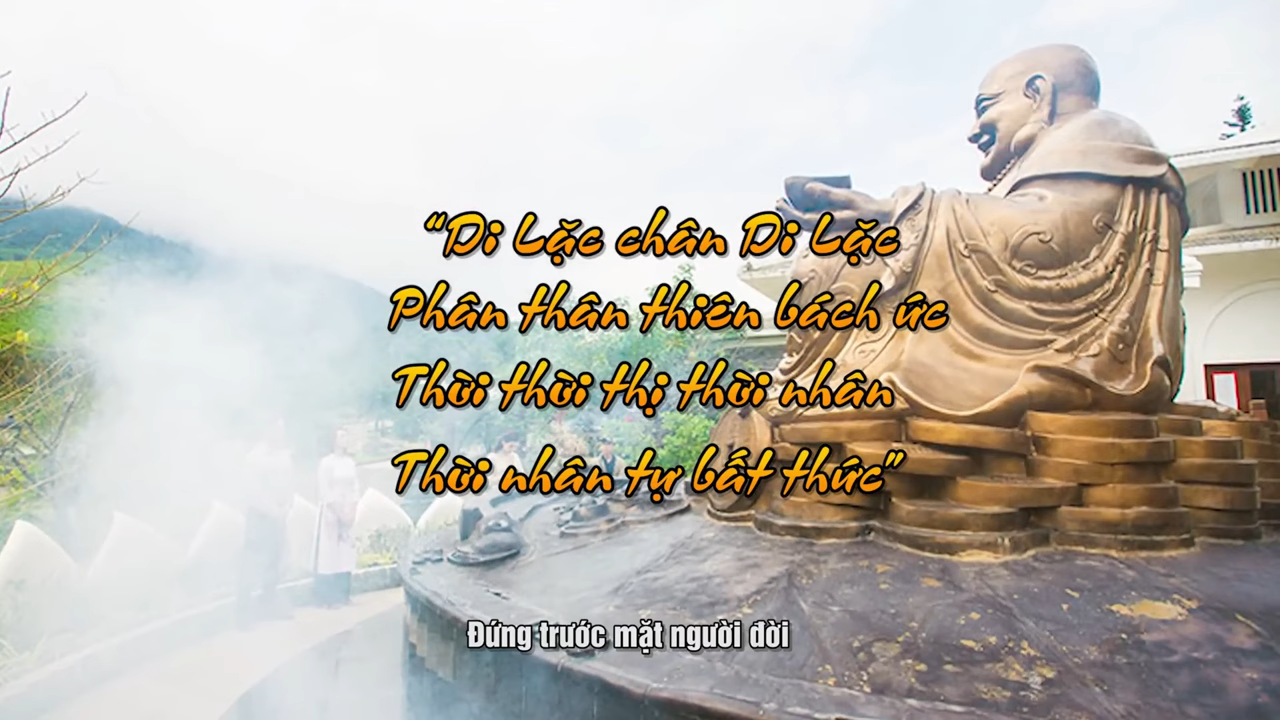 “Di Lặc chân Di Lặc
Phân thân thiên bách ức
Thời thời thị thời nhân
Thời nhân tự bất thức”
Đứng trước mặt người đời